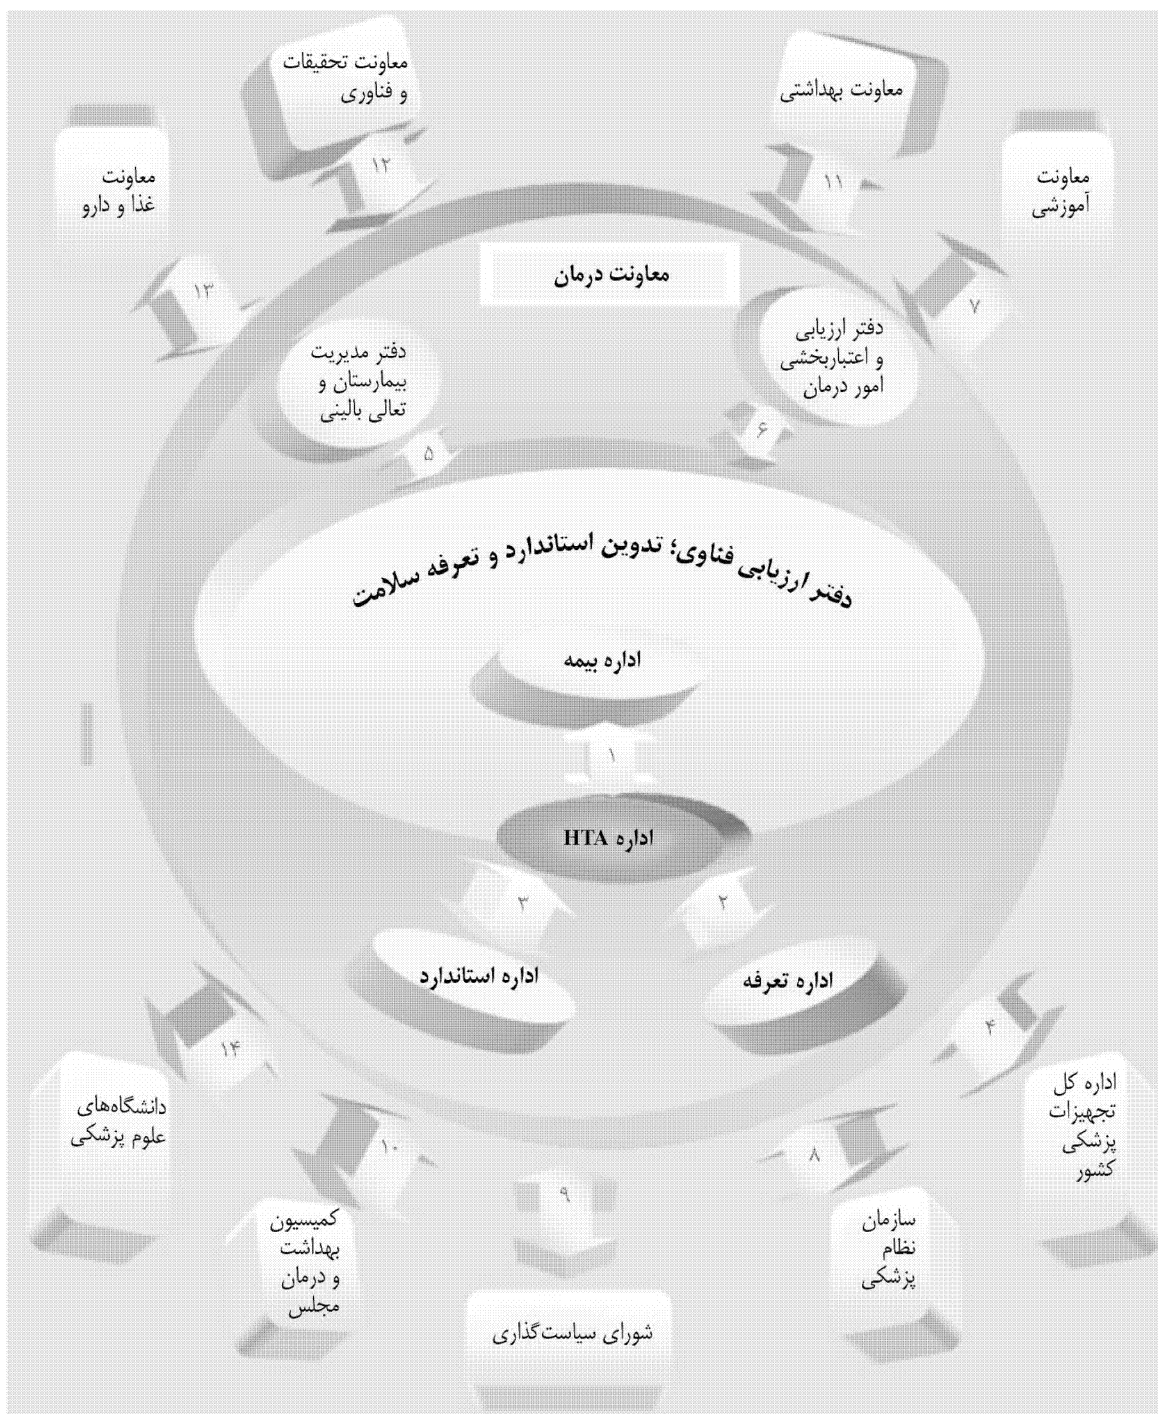 معاونت تحقیقات
و فناوری
معاونت بهداشتی
معاونت
غذا و دارو
معاونت
آموزشی
۱۲
۱۱
۱۳
۷
معاونت درمان
دفتر ارزیابی
و اعتباربخشی
امور درمان
دفتر مدیریت
بیمارستان و
تعالی بالینی
۶
۵
دفتر ارزیابی فناوی؛ تدوین استاندارد و تعرفه سلامت
اداره بیمه
۱
اداره HTA
۳
۲
اداره استاندارد
اداره تعرفه
۱۴
۴
۱۰
۸
۹
دانشگاه‌های
علوم پزشکی
اداره کل
تجهیزات
پزشکی
کشور
کمیسیون
بهداشت
و درمان
مجلس
سازمان
نظام
پزشکی
شورای سیاست‌گذاری